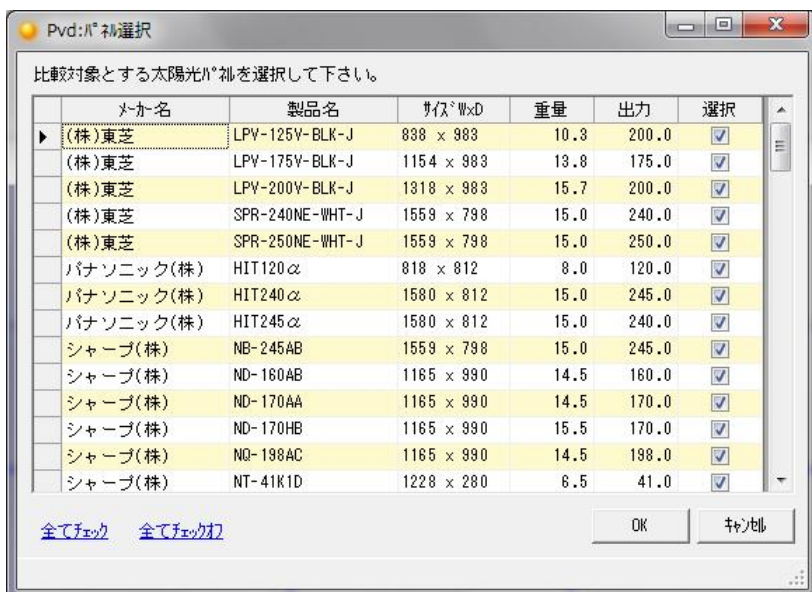 Pvd:ﾊﾟﾈﾙ選択
比較対象とする太陽光ﾊﾟﾈﾙを選択して下さい。
ﾒｰｶｰ名 製品名 ｻｲｽﾞWxD 重量 出力 選択
(株)東芝 LPV-125V-BLK-J 838 x 983 10.3 200.0
(株)東芝 LPV-175V-BLK-J 1154 x 983 13.8 175.0
(株)東芝 LPV-200V-BLK-J 1318 x 983 15.7 200.0
(株)東芝 SPR-240NE-WHT-J 1559 x 798 15.0 240.0
(株)東芝 SPR-250NE-WHT-J 1559 x 798 15.0 250.0
パナソニック(株) HIT120α 818 x 812 8.0 120.0
パナソニック(株) HIT240α 1580 x 812 15.0 245.0
パナソニック(株) HIT245α 1580 x 812 15.0 240.0
シャープ(株) NB-245AB 1559 x 798 15.0 245.0
シャープ(株) ND-160AB 1165 x 990 14.5 160.0
シャープ(株) ND-170AA 1165 x 990 14.5 170.0
シャープ(株) ND-170HB 1165 x 990 15.5 170.0
シャープ(株) NQ-198AC 1165 x 990 14.5 198.0
シャープ(株) NT-41K1D 1228 x 280 6.5 41.0
全てﾁｪｯｸ 全てﾁｪｯｸｵﾌ OK ｷｬﾝｾﾙ